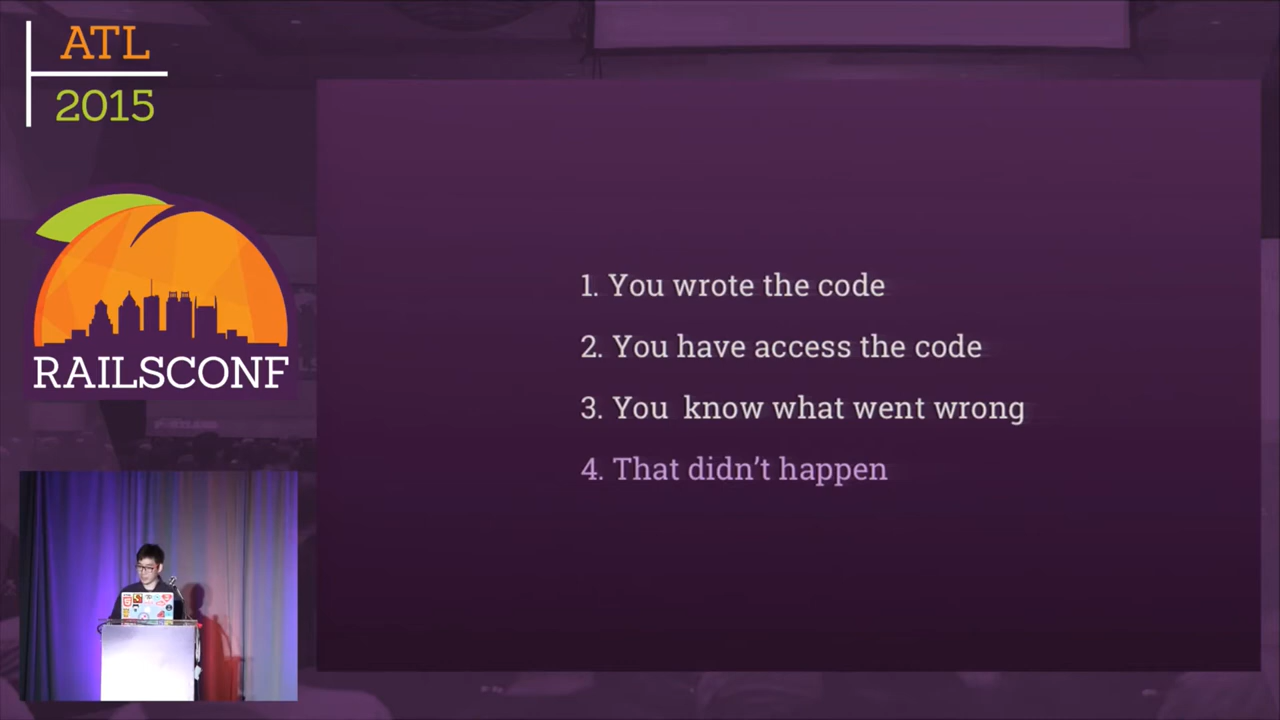 ATL
2015
RAILSCONF
1. You wrote the code
2. You have access the code
3. You  know what went wrong
4. That didn't happen